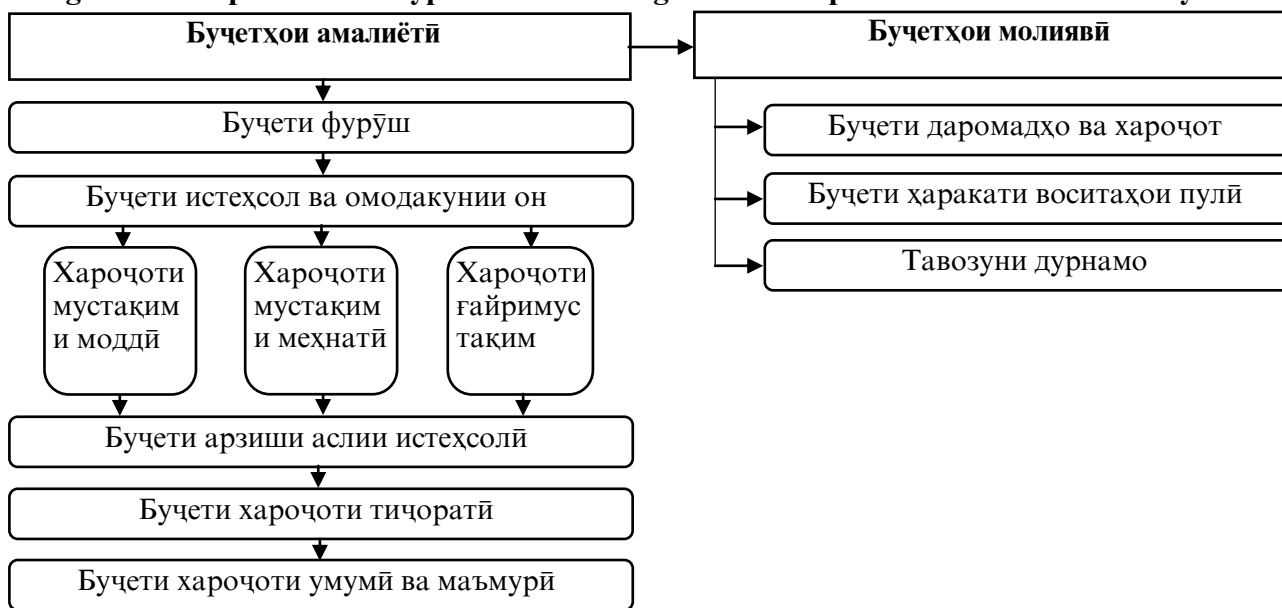 Буҷетҳои амалиётӣ
Буҷети фурӯш
Буҷети истеҳсол ва омодакунии он
Хароҷоти
мустақим
и моддӣ
Хароҷоти
мустақим
и меҳнатӣ
Хароҷоти
ғайримус
тақим
Буҷети арзиши аслии истеҳсолӣ
Буҷети хароҷоти тиҷоратӣ
Буҷети хароҷоти умумӣ ва маъмурӣ
Буҷетҳои молиявӣ
Буҷети даромадҳо ва хароҷот
Буҷети ҳаракати воситаҳои пулӣ
Тавозуни дурнамо